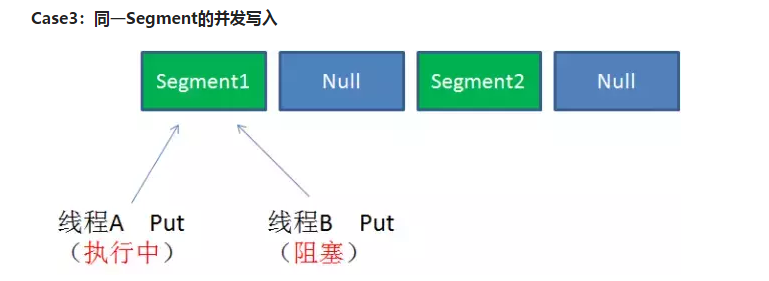 Case3：同一Segment的并发写入
Segment1 Null Segment2 Null
线程A Put 线程B Put
（执行中） （阻塞）